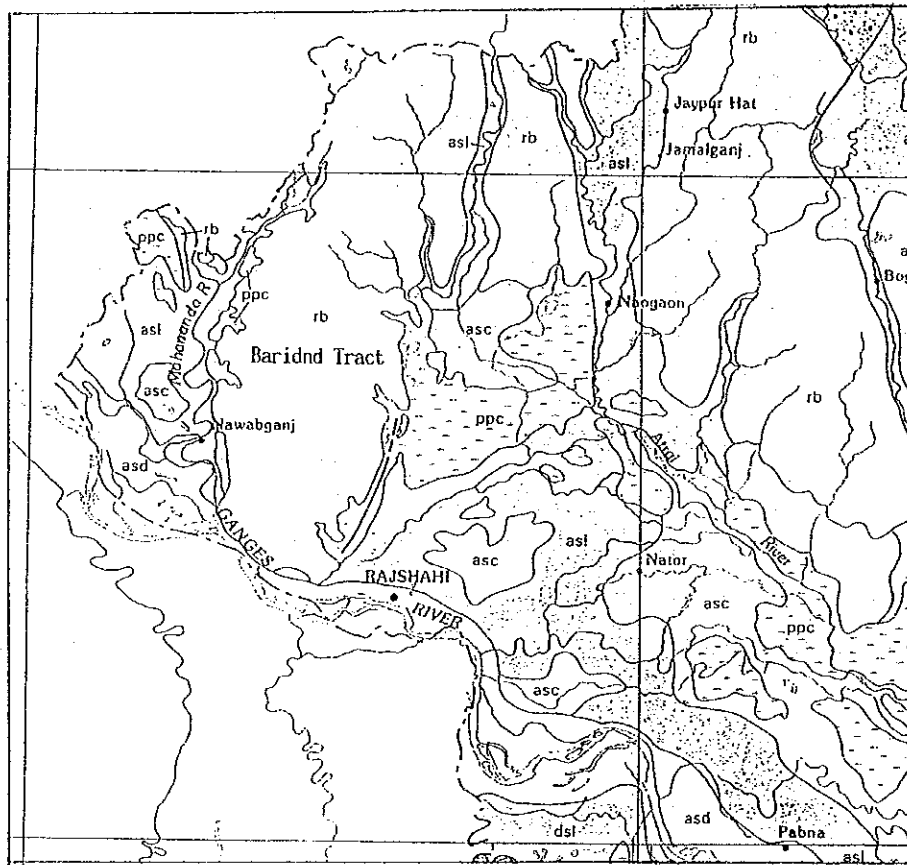 rb
Jaypur Hat
asl
rb
asl
Jamalganj
rb
ppc
Mahananda R
ppc
asl
rb
asc
Naogaon
Baridnd Tract
asc
rb
ppc
Nawabganj
asd
Atrai
River
GANGES
asc
asl
Nator
RAJSHAHI
RIVER
asc
ppc
asc
asd
dsl
Pabna
asl